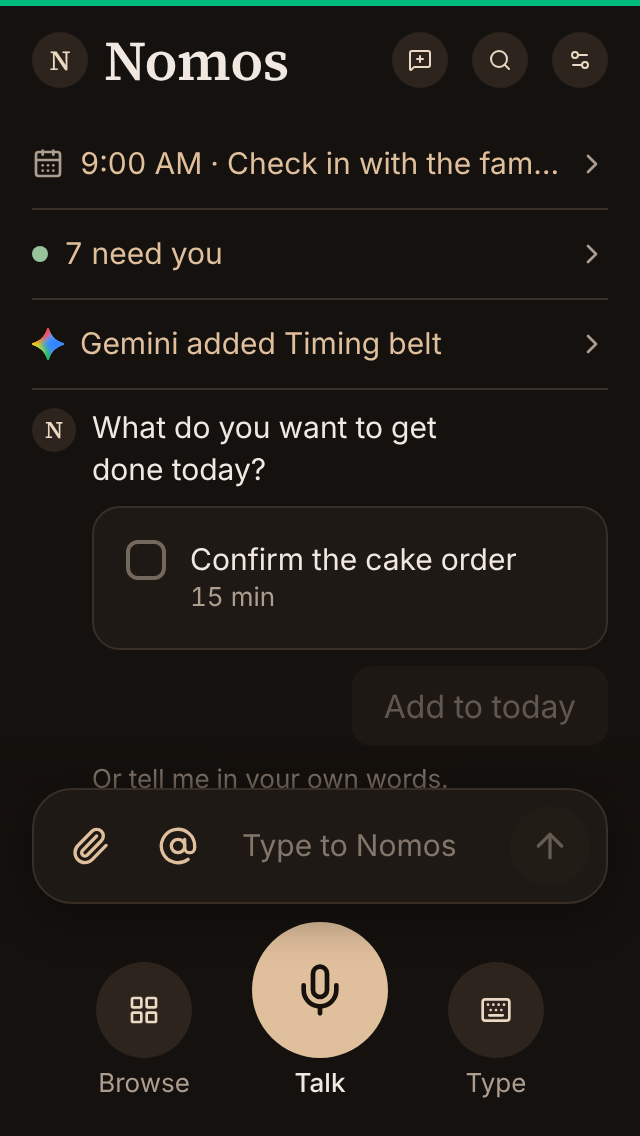 N Nomos
9:00 AM · Check in with the fam...
7 need you
Gemini added Timing belt
N What do you want to get
done today?
Confirm the cake order
15 min
Add to today
Or tell me in your own words.
Type to Nomos
Browse
Talk
Type